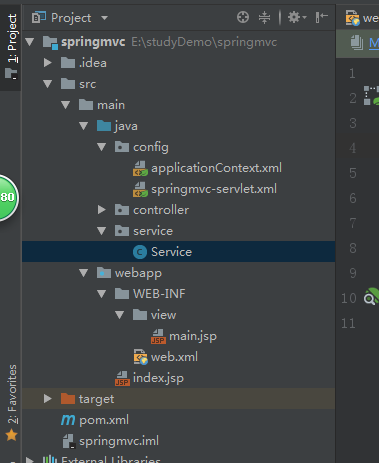 1: Project
Project
we
springmvc E:\studyDemo\springmvc
M
.idea
1
src
2
main
3
java
4
config
5
applicationContext.xml
6
springmvc-servlet.xml
7
controller
80
service
8
Service
9
webapp
WEB-INF
10
view
11
main.jsp
web.xml
index.jsp
2: Favorites
target
pom.xml
springmvc.iml
External Libraries